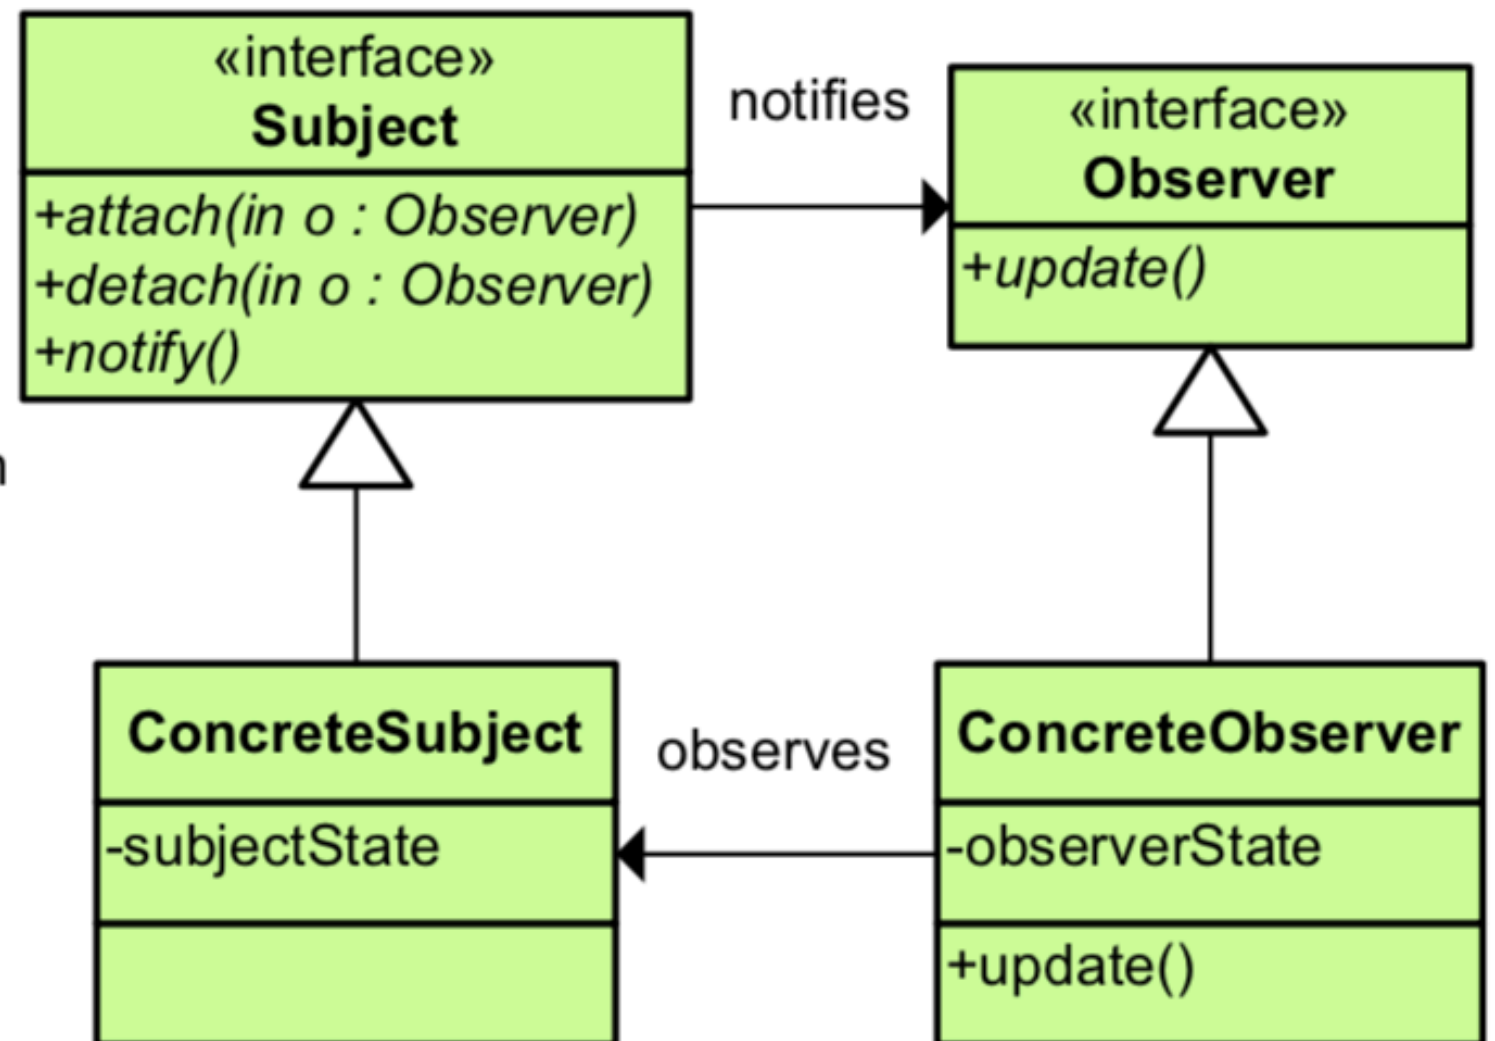 «interface»
Subject
+attach(in o : Observer)
+detach(in o : Observer)
+notify()
notifies
«interface»
Observer
+update()
ConcreteSubject
-subjectState
observes
ConcreteObserver
-observerState
+update()